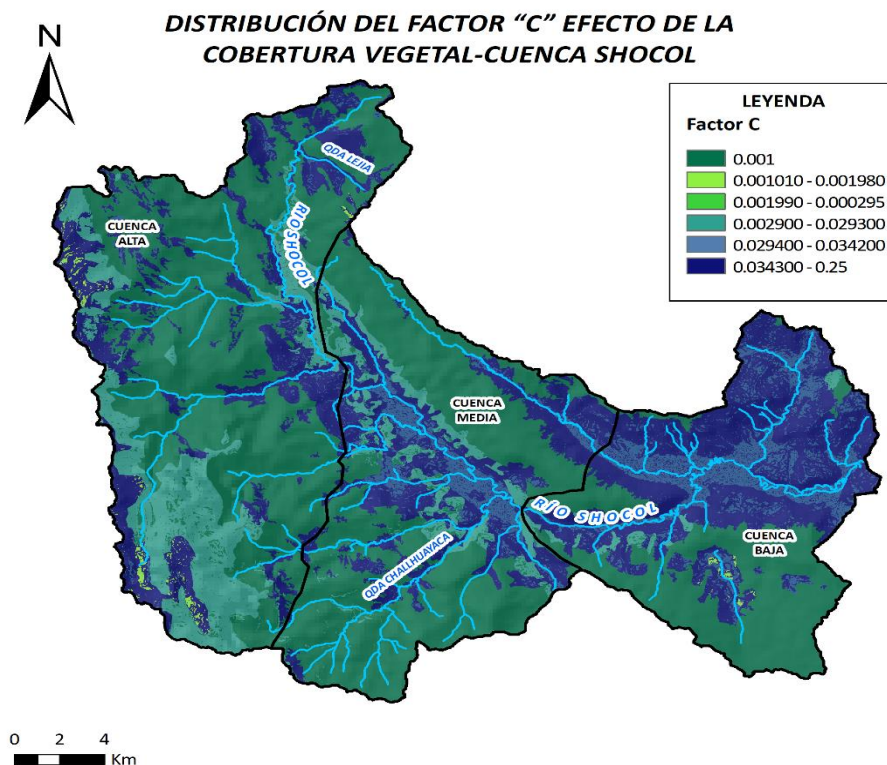 DISTRIBUCIÓN DEL FACTOR “C” EFECTO DE LA
COBERTURA VEGETAL-CUENCA SHOCOL
N
LEYENDA
Factor C
0.001
0.001010 - 0.001980
0.001990 - 0.000295
0.002900 - 0.029300
0.029400 - 0.034200
0.034300 - 0.25
QDA LEJIA
CUENCA
ALTA
RÍO SHOCOL
CUENCA
MEDIA
RÍO SHOCOL
CUENCA
BAJA
QDA CHALLHUAYACA
0 2 4
Km